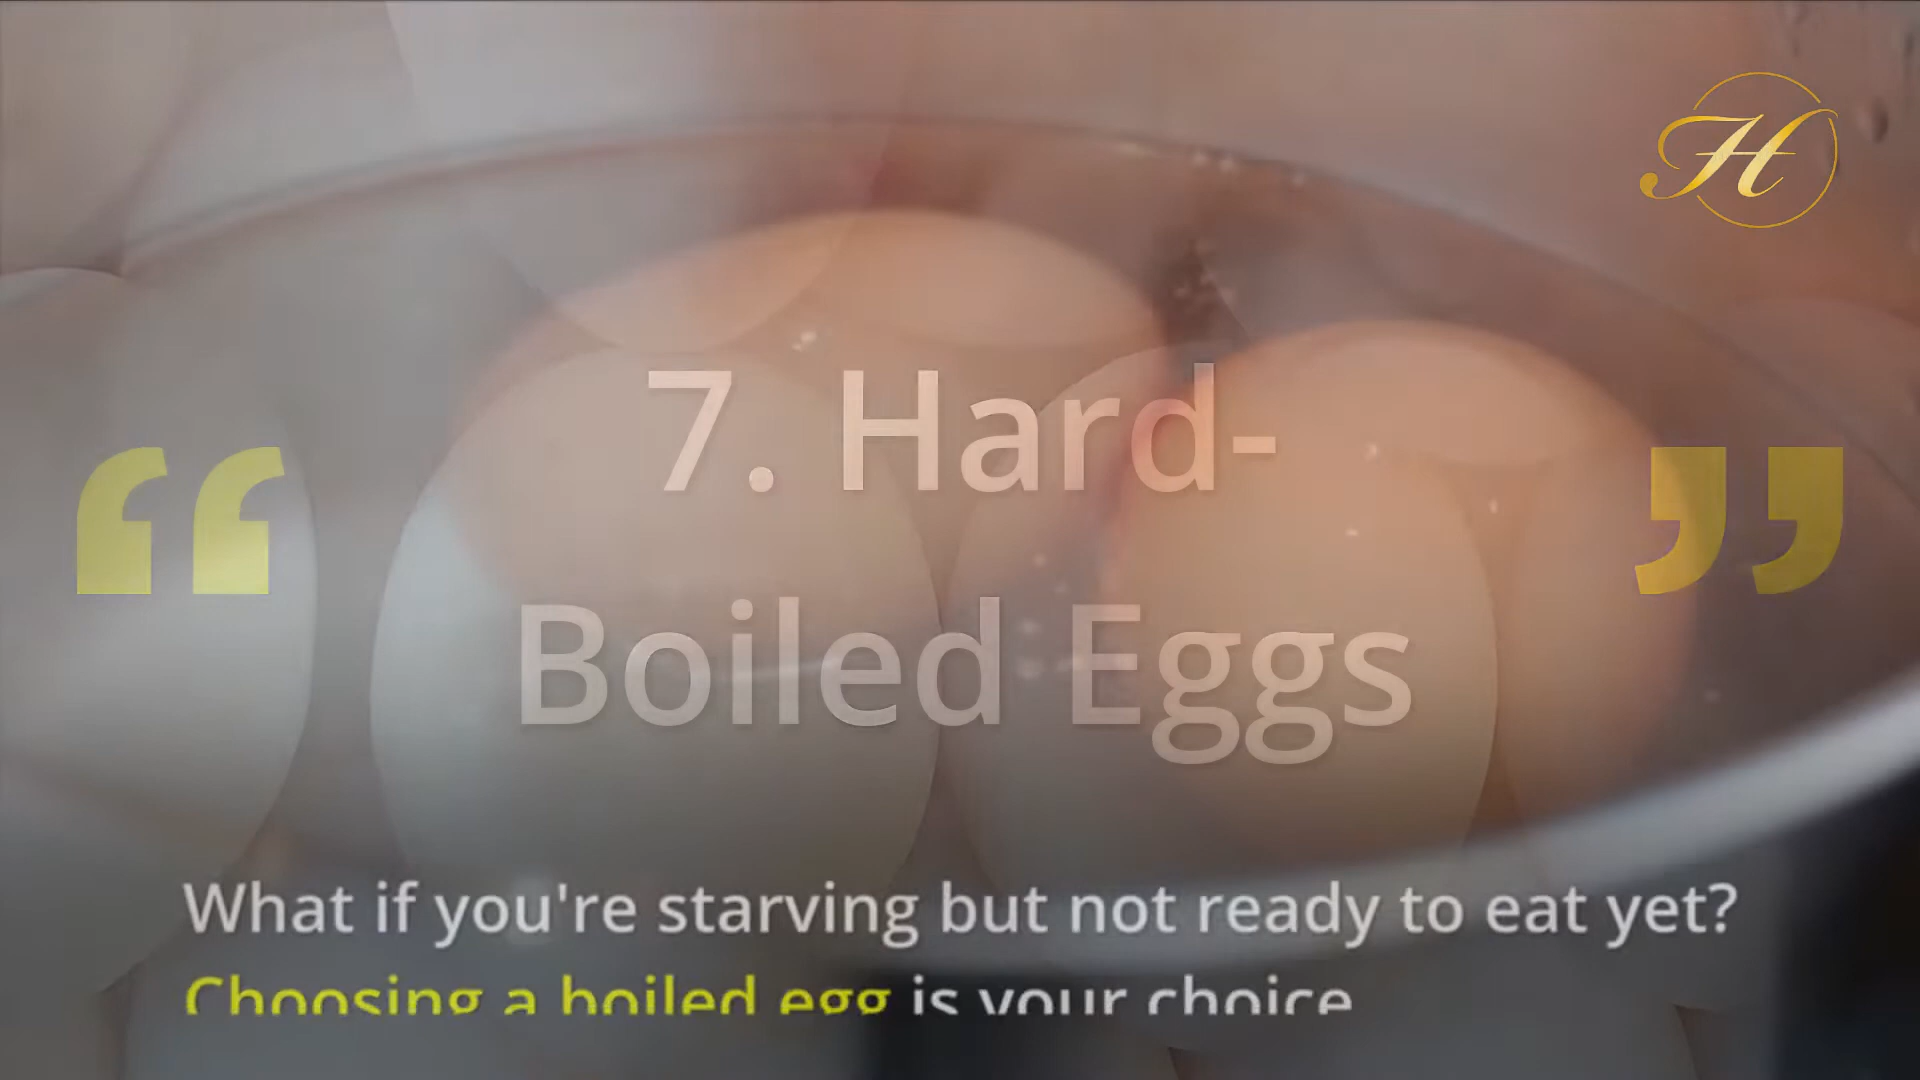 H
“ 7. Hard- ”
Boiled Eggs
What if you're starving but not ready to eat yet?
Choosing a boiled egg is your choice